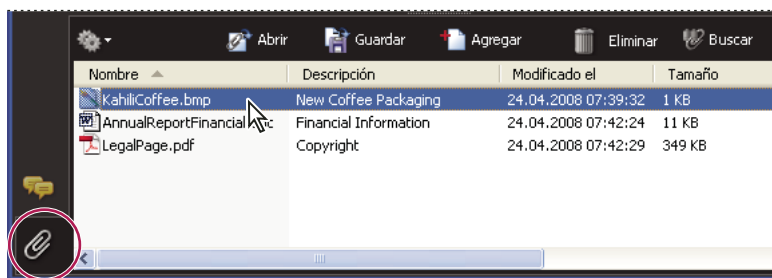 Abrir Guardar Agregar Eliminar Buscar
Nombre Descripción Modificado el Tamaño
KahiliCoffee.bmp New Coffee Packaging 24.04.2008 07:39:32 1 KB
Financial Information 24.04.2008 07:42:24 11 KB
LegalPage.pdf Copyright 24.04.2008 07:42:29 349 KB